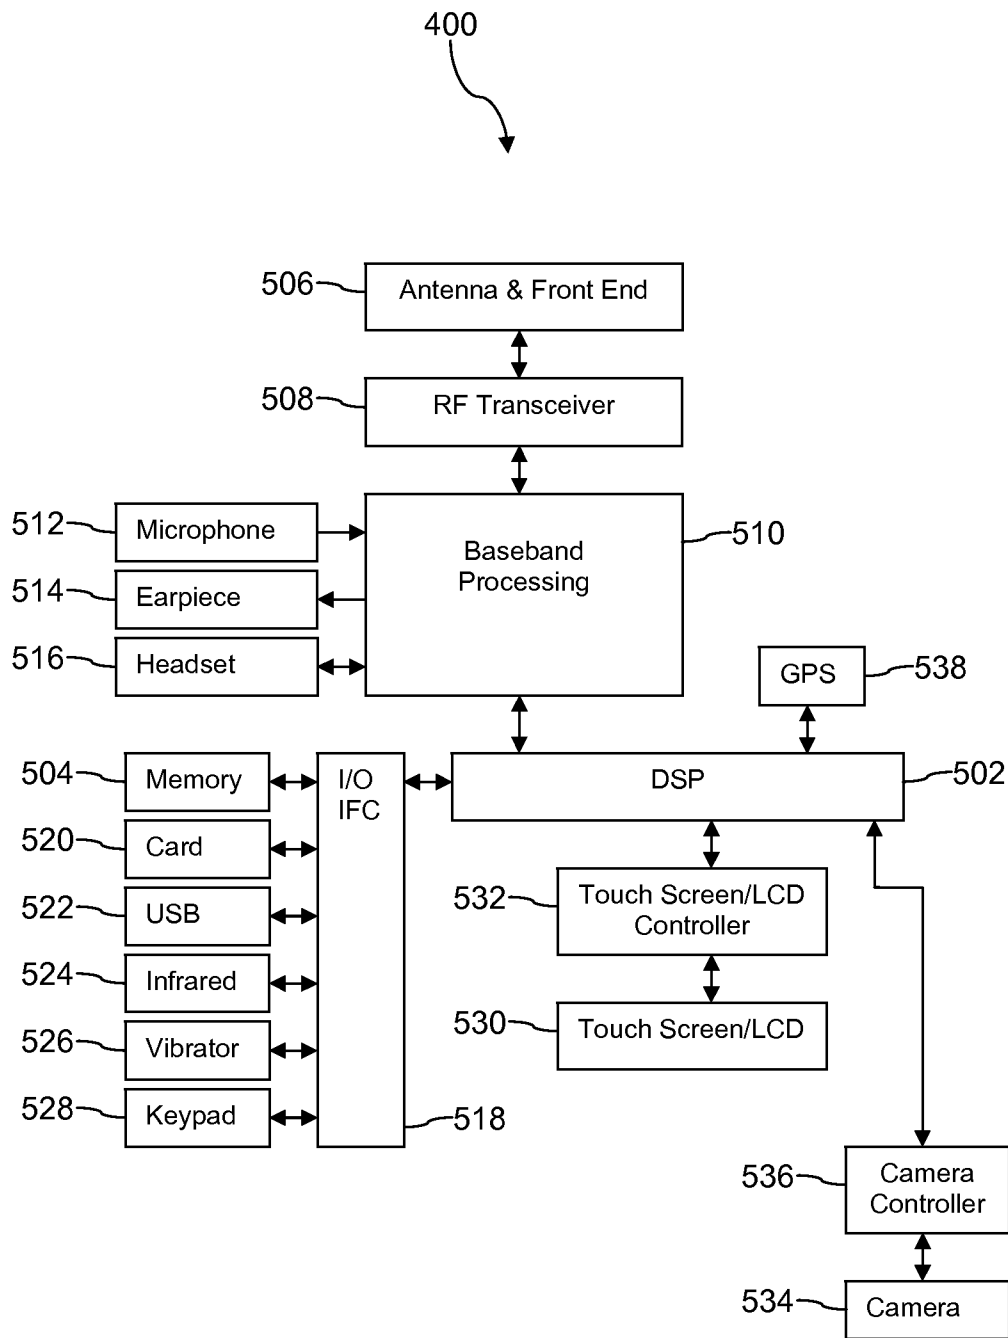 400
506
Antenna & Front End
508
RF Transceiver
512
Microphone
Baseband
Processing
510
514
Earpiece
516
Headset
GPS
538
504
Memory
I/O
IFC
DSP
502
520
Card
522
USB
532
Touch Screen/LCD
Controller
524
Infrared
530
Touch Screen/LCD
526
Vibrator
528
Keypad
518
536
Camera
Controller
534
Camera